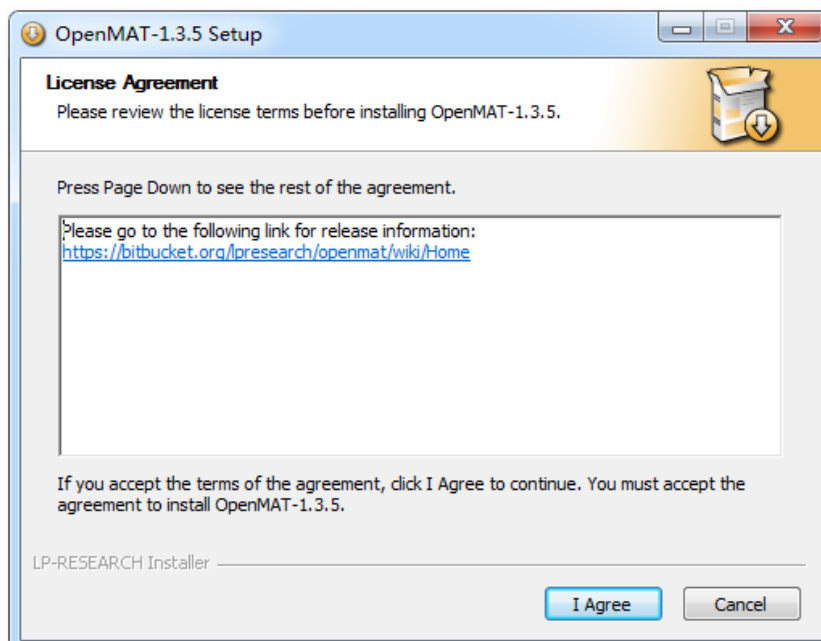 OpenMAT-1.3.5 Setup
License Agreement
Please review the license terms before installing OpenMAT-1.3.5.
Press Page Down to see the rest of the agreement.
Please go to the following link for release information:
https://bitbucket.org/lpresearch/openmat/wiki/Home
If you accept the terms of the agreement, click I Agree to continue. You must accept the
agreement to install OpenMAT-1.3.5.
LP-RESEARCH Installer
I Agree
Cancel